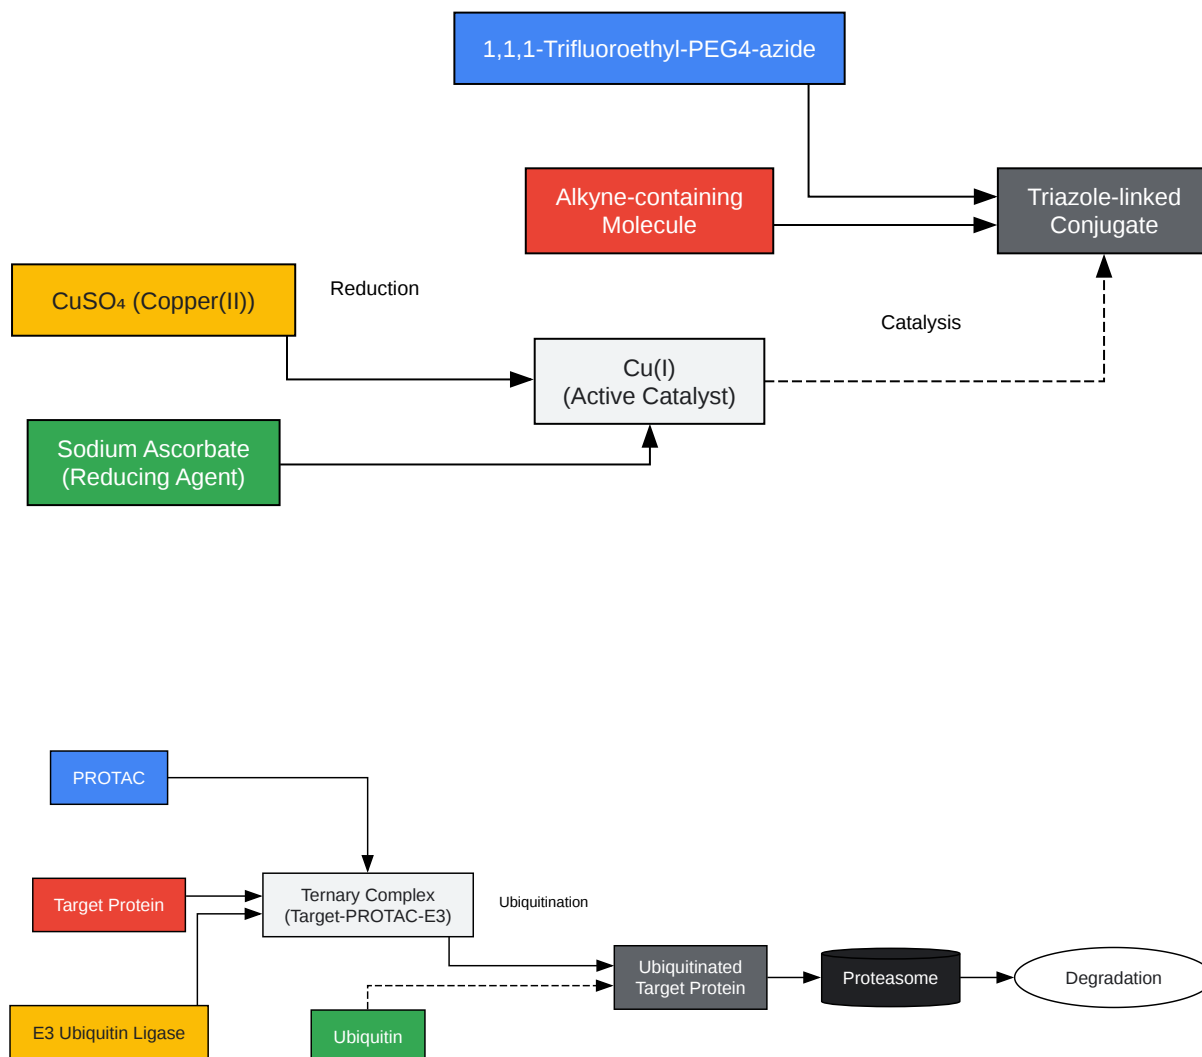 1,1,1-Trifluoroethyl-PEG4-azide
Alkyne-containing
Molecule
Triazole-linked
Conjugate
CuSO₄ (Copper(II))
Reduction
Catalysis
Cu(I)
(Active Catalyst)
Sodium Ascorbate
(Reducing Agent)
PROTAC
Target Protein
Ternary Complex
(Target-PROTAC-E3)
Ubiquitination
Ubiquitinated
Target Protein
Proteasome
Degradation
E3 Ubiquitin Ligase
Ubiquitin